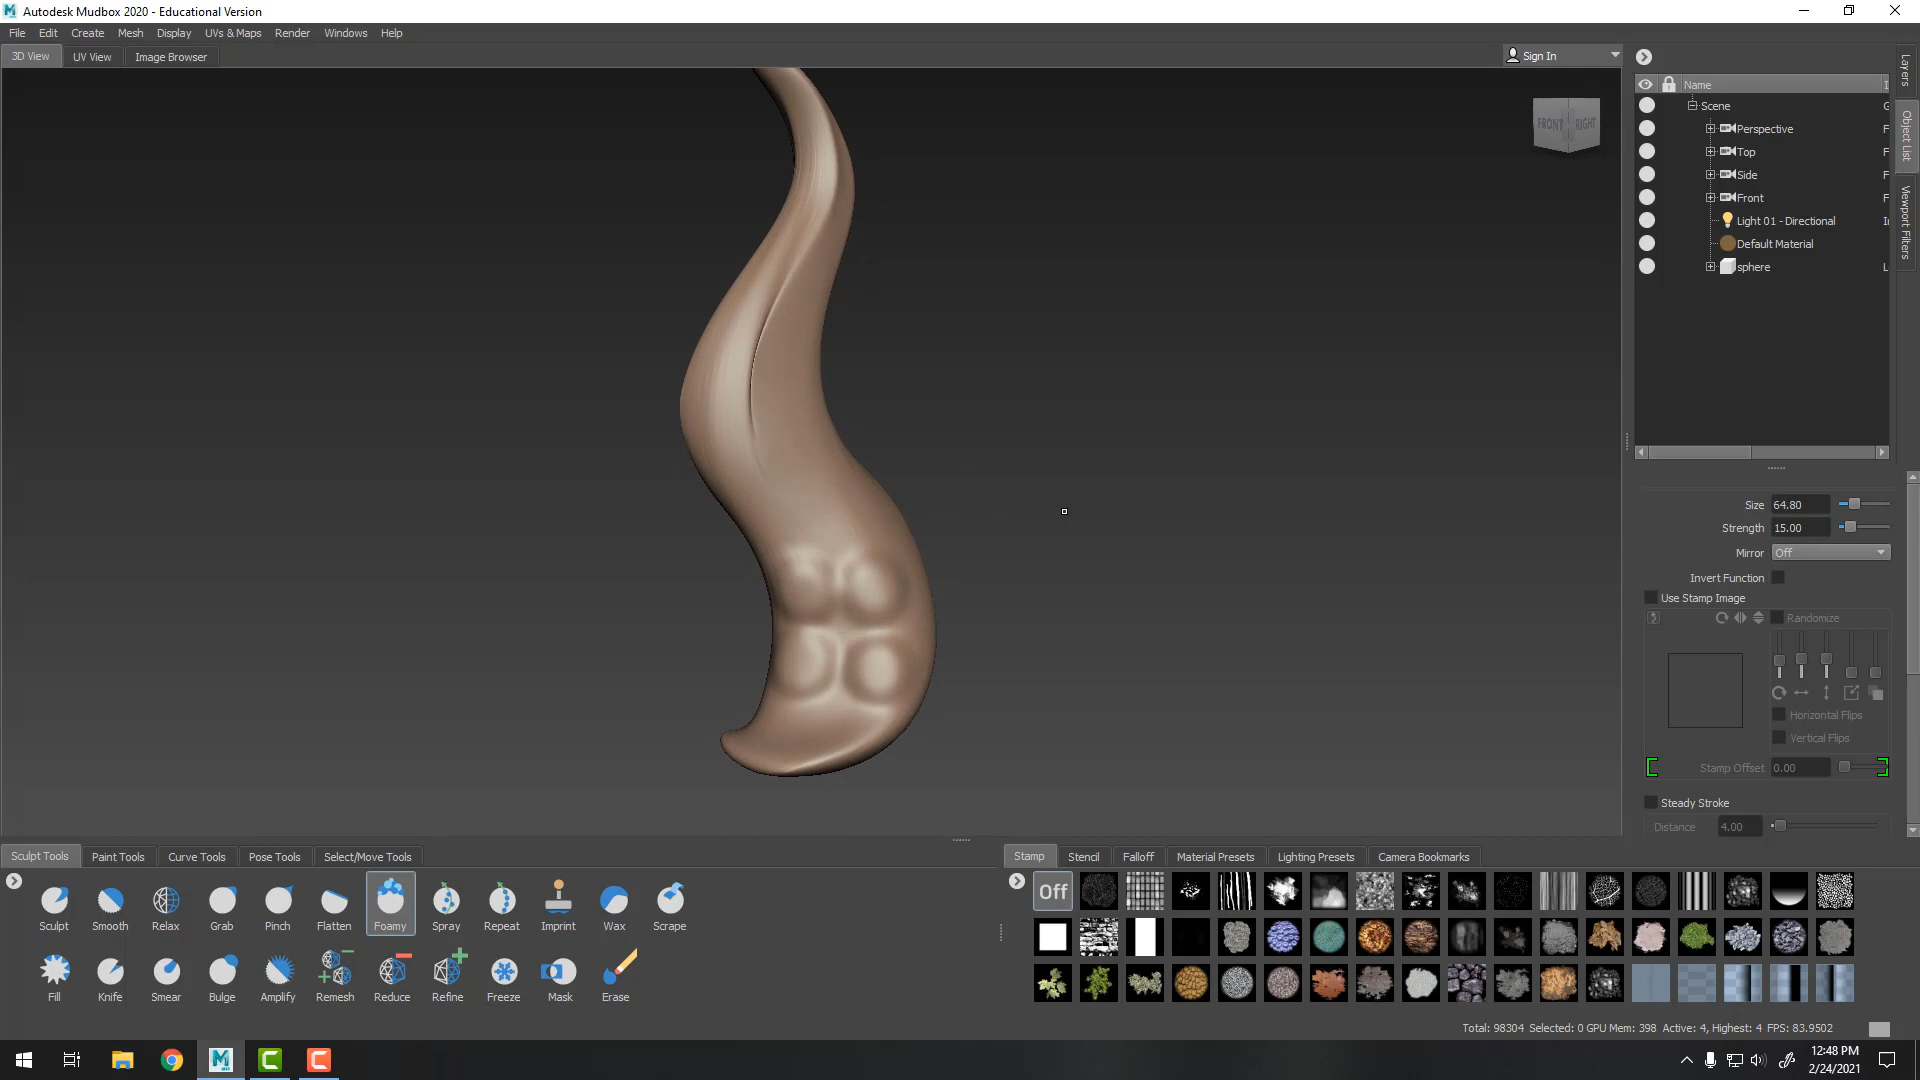 Autodesk Mudbox 2020 - Educational Version
File Edit Create Mesh Display UVs & Maps Render Windows Help
3D View UV View Image Browser
Sign In
FRONT RIGHT
Name
Scene
Perspective
Top
Side
Front
Light 01 - Directional
Default Material
sphere
Layers
Object List
Viewport Filters
Size 64.80
Strength 15.00
Mirror Off
Invert Function
Use Stamp Image
Randomize
Horizontal Flips
Vertical Flips
Stamp Offset 0.00
Steady Stroke
Distance 4.00
Sculpt Tools Paint Tools Curve Tools Pose Tools Select/Move Tools
Sculpt Smooth Relax Grab Pinch Flatten Foamy Spray Repeat Imprint Wax Scrape
Fill Knife Smear Bulge Amplify Remesh Reduce Refine Freeze Mask Erase
Stamp Stencil Falloff Material Presets Lighting Presets Camera Bookmarks
Off
Total: 98304 Selected: 0 GPU Mem: 398 Active: 4, Highest: 4 FPS: 83.9502
12:48 PM
2/24/2021